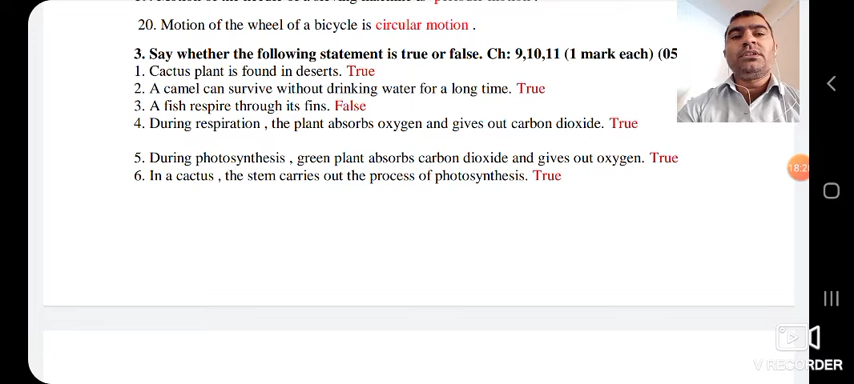 20. Motion of the wheel of a bicycle is circular motion .
3. Say whether the following statement is true or false. Ch: 9,10,11 (1 mark each) (05
1. Cactus plant is found in deserts. True
2. A camel can survive without drinking water for a long time. True
3. A fish respire through its fins. False
4. During respiration , the plant absorbs oxygen and gives out carbon dioxide. True
5. During photosynthesis , green plant absorbs carbon dioxide and gives out oxygen. True
6. In a cactus , the stem carries out the process of photosynthesis. True
V RECORDER